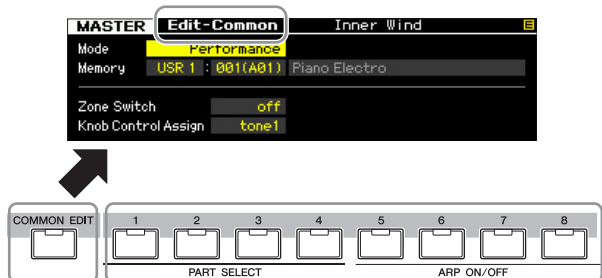 MASTER Edit-Common Inner Wind E
Mode Performance
Memory USR 1 : 001(A01) Piano Electro
Zone Switch off
Knob Control Assign tone1
COMMON EDIT 1 2 3 4 5 6 7 8
PART SELECT ARP ON/OFF